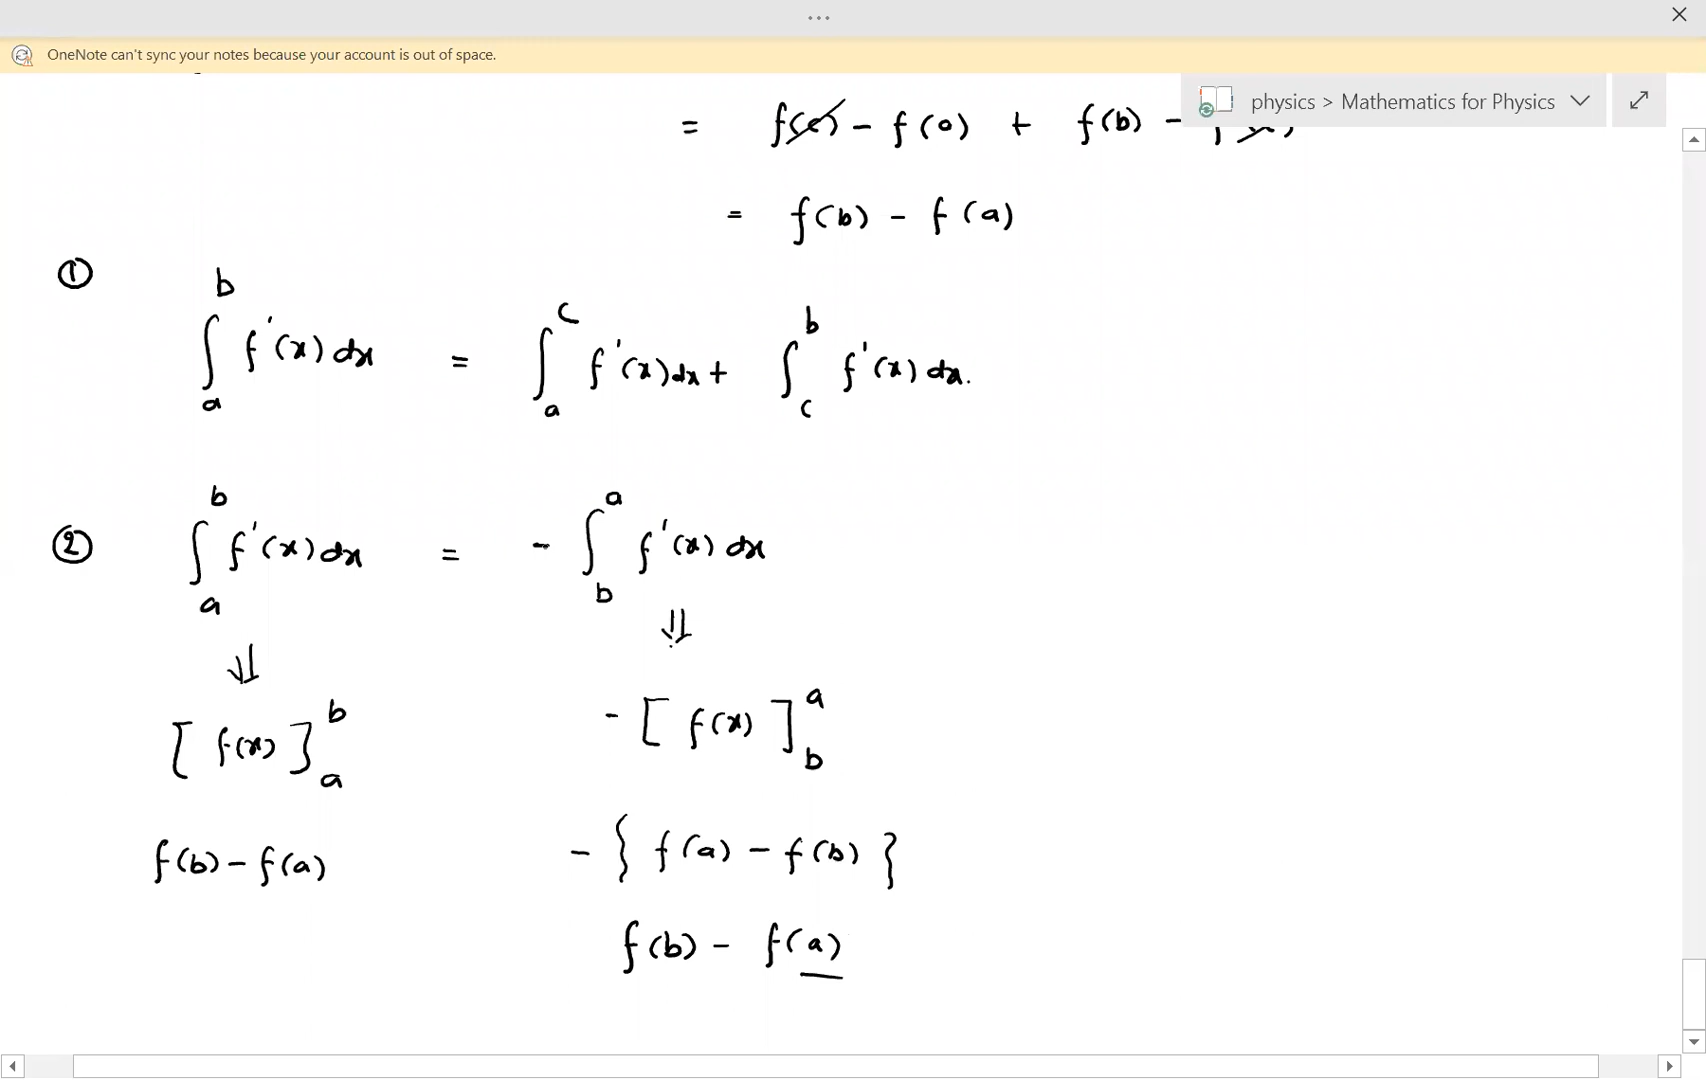 ...
OneNote can't sync your notes because your account is out of space.
physics > Mathematics for Physics
= f(c) - f(a) + f(b) -
= f(b) - f(a)
① ∫_a^b f'(x) dx = ∫_a^c f'(x) dx + ∫_c^b f'(x) dx.
② ∫_a^b f'(x) dx = - ∫_b^a f'(x) dx
⇓ ⇓
[ f(x) ]_a^b - [ f(x) ]_b^a
f(b) - f(a) - { f(a) - f(b) }
f(b) - f(a)